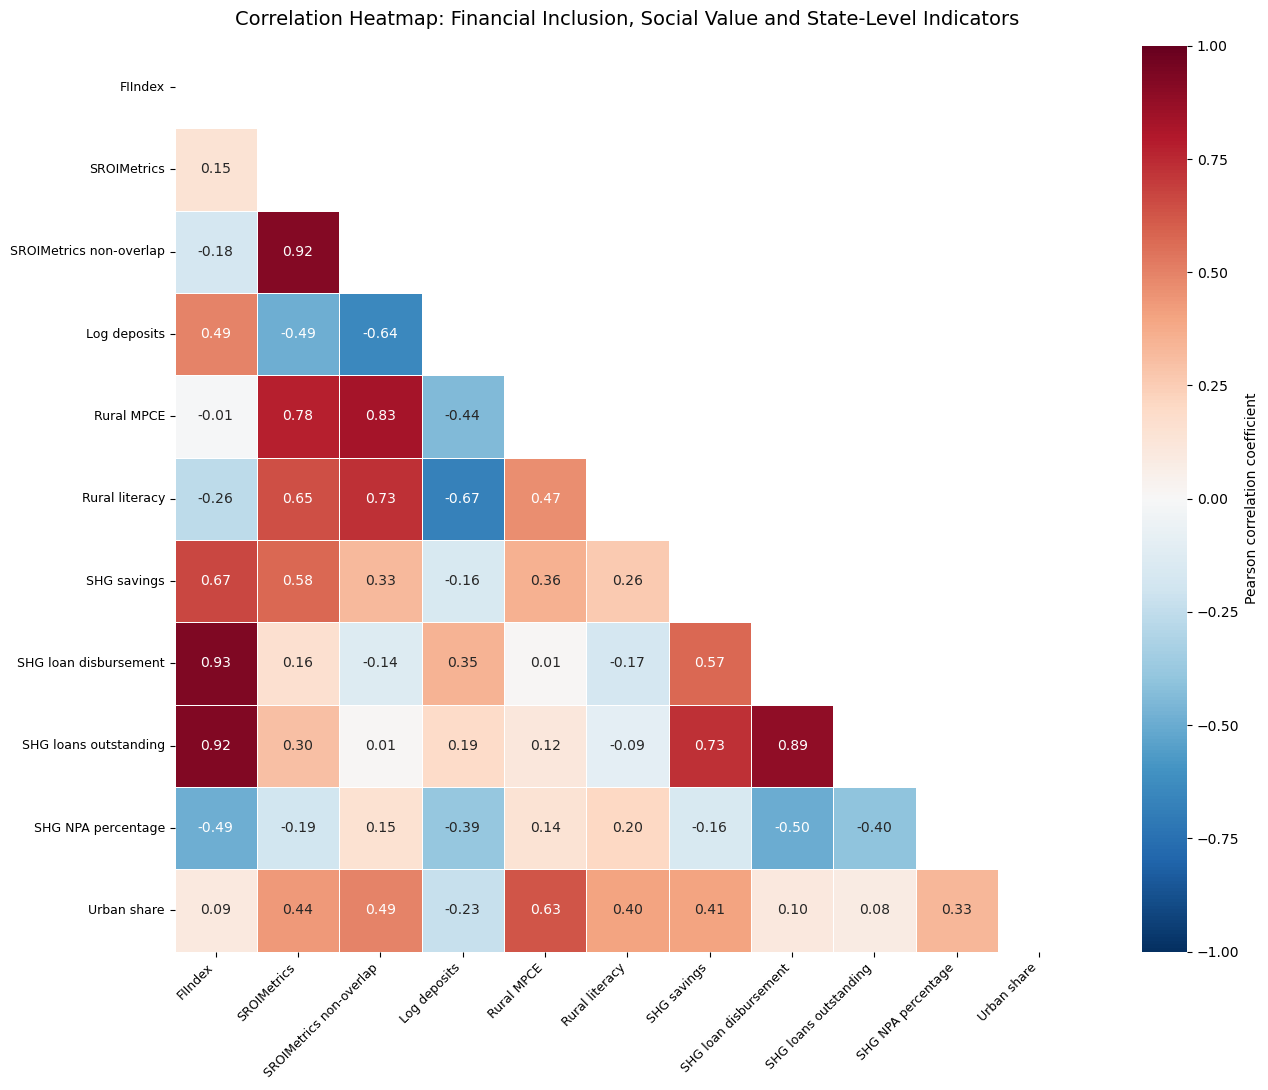 Correlation Heatmap: Financial Inclusion, Social Value and State-Level Indicators
FIIndex
SROIMetrics 0.15
SROIMetrics non-overlap -0.18 0.92
Log deposits 0.49 -0.49 -0.64
Rural MPCE -0.01 0.78 0.83 -0.44
Rural literacy -0.26 0.65 0.73 -0.67 0.47
SHG savings 0.67 0.58 0.33 -0.16 0.36 0.26
SHG loan disbursement 0.93 0.16 -0.14 0.35 0.01 -0.17 0.57
SHG loans outstanding 0.92 0.30 0.01 0.19 0.12 -0.09 0.73 0.89
SHG NPA percentage -0.49 -0.19 0.15 -0.39 0.14 0.20 -0.16 -0.50 -0.40
Urban share 0.09 0.44 0.49 -0.23 0.63 0.40 0.41 0.10 0.08 0.33
FIIndex
SROIMetrics
SROIMetrics non-overlap
Log deposits
Rural MPCE
Rural literacy
SHG savings
SHG loan disbursement
SHG loans outstanding
SHG NPA percentage
Urban share
1.00
0.75
0.50
0.25
0.00
−0.25
−0.50
−0.75
−1.00
Pearson correlation coefficient